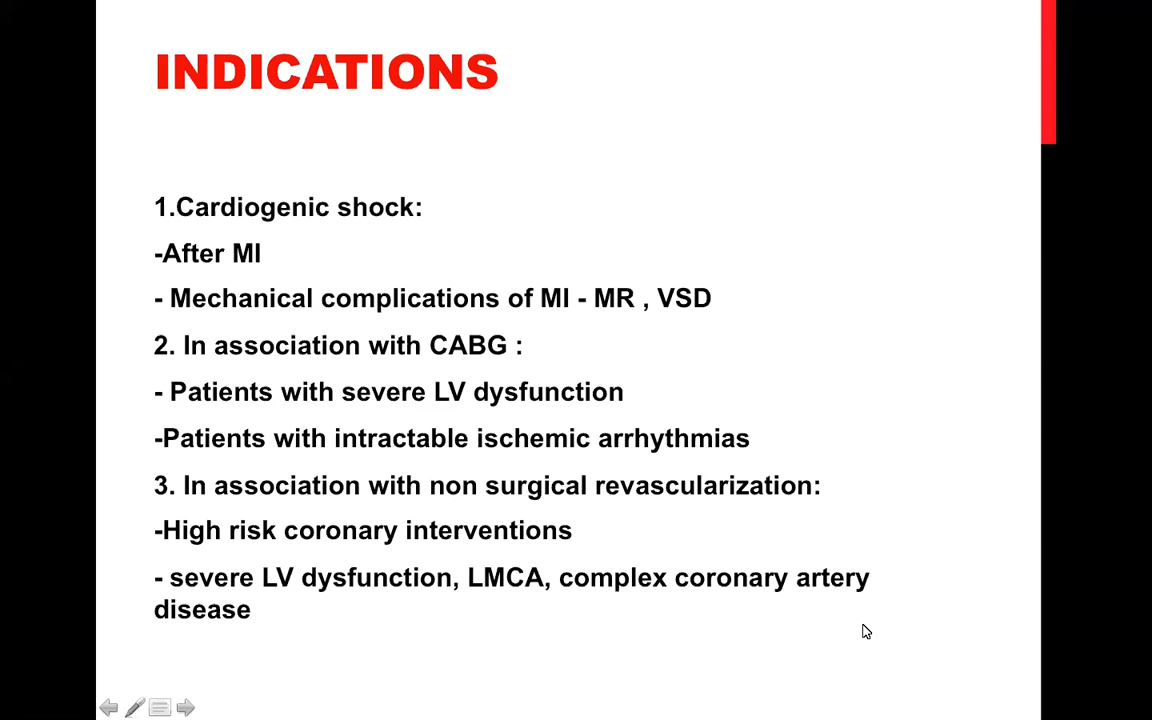 INDICATIONS
1.Cardiogenic shock:
-After MI
- Mechanical complications of MI - MR , VSD
2. In association with CABG :
- Patients with severe LV dysfunction
-Patients with intractable ischemic arrhythmias
3. In association with non surgical revascularization:
-High risk coronary interventions
- severe LV dysfunction, LMCA, complex coronary artery
disease